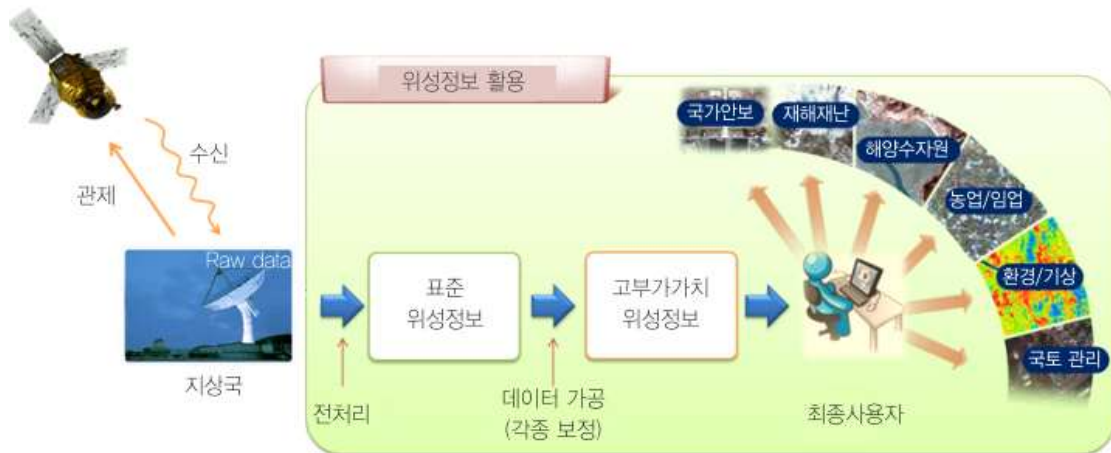 위성정보 활용
수신
관제
Raw data
지상국
표준
위성정보
고부가가치
위성정보
전처리
데이터 가공
(각종 보정)
최종사용자
국가안보
재해재난
해양수자원
농업/임업
환경/기상
국토 관리